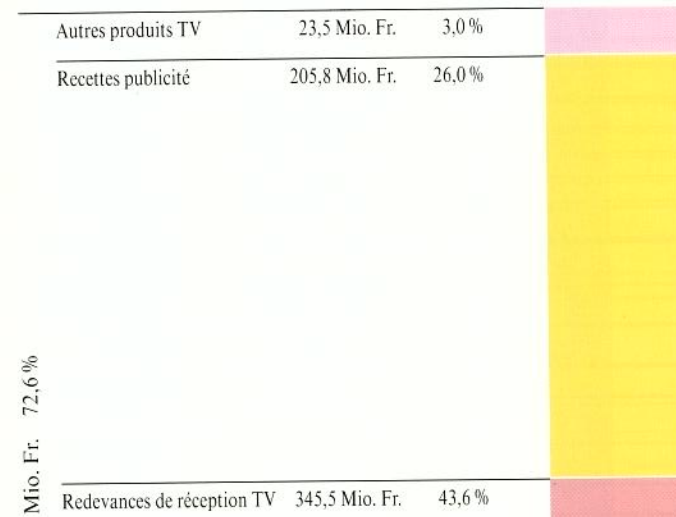 Autres produits TV 23,5 Mio. Fr. 3,0 %
Recettes publicité 205,8 Mio. Fr. 26,0 %
Mio. Fr. 72,6 %
Redevances de réception TV 345,5 Mio. Fr. 43,6 %